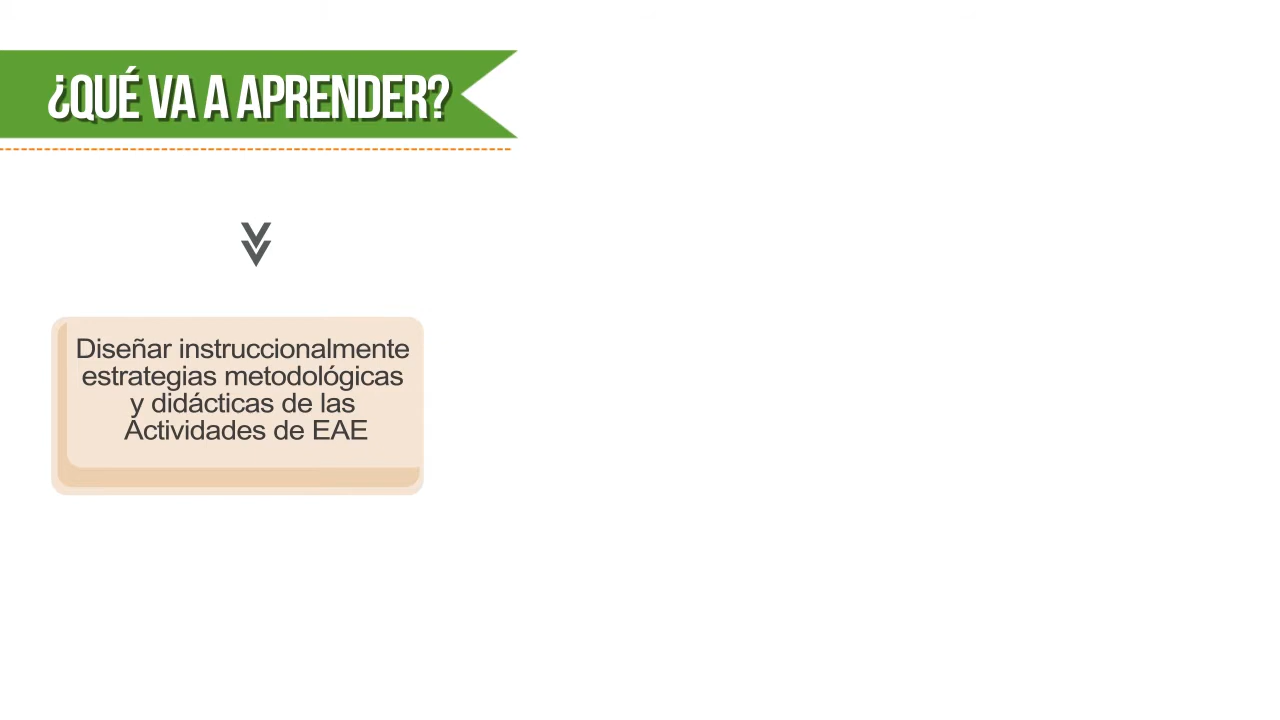 ¿QUÉ VA A APRENDER?
Diseñar instruccionalmente
estrategias metodológicas
y didácticas de las
Actividades de EAE